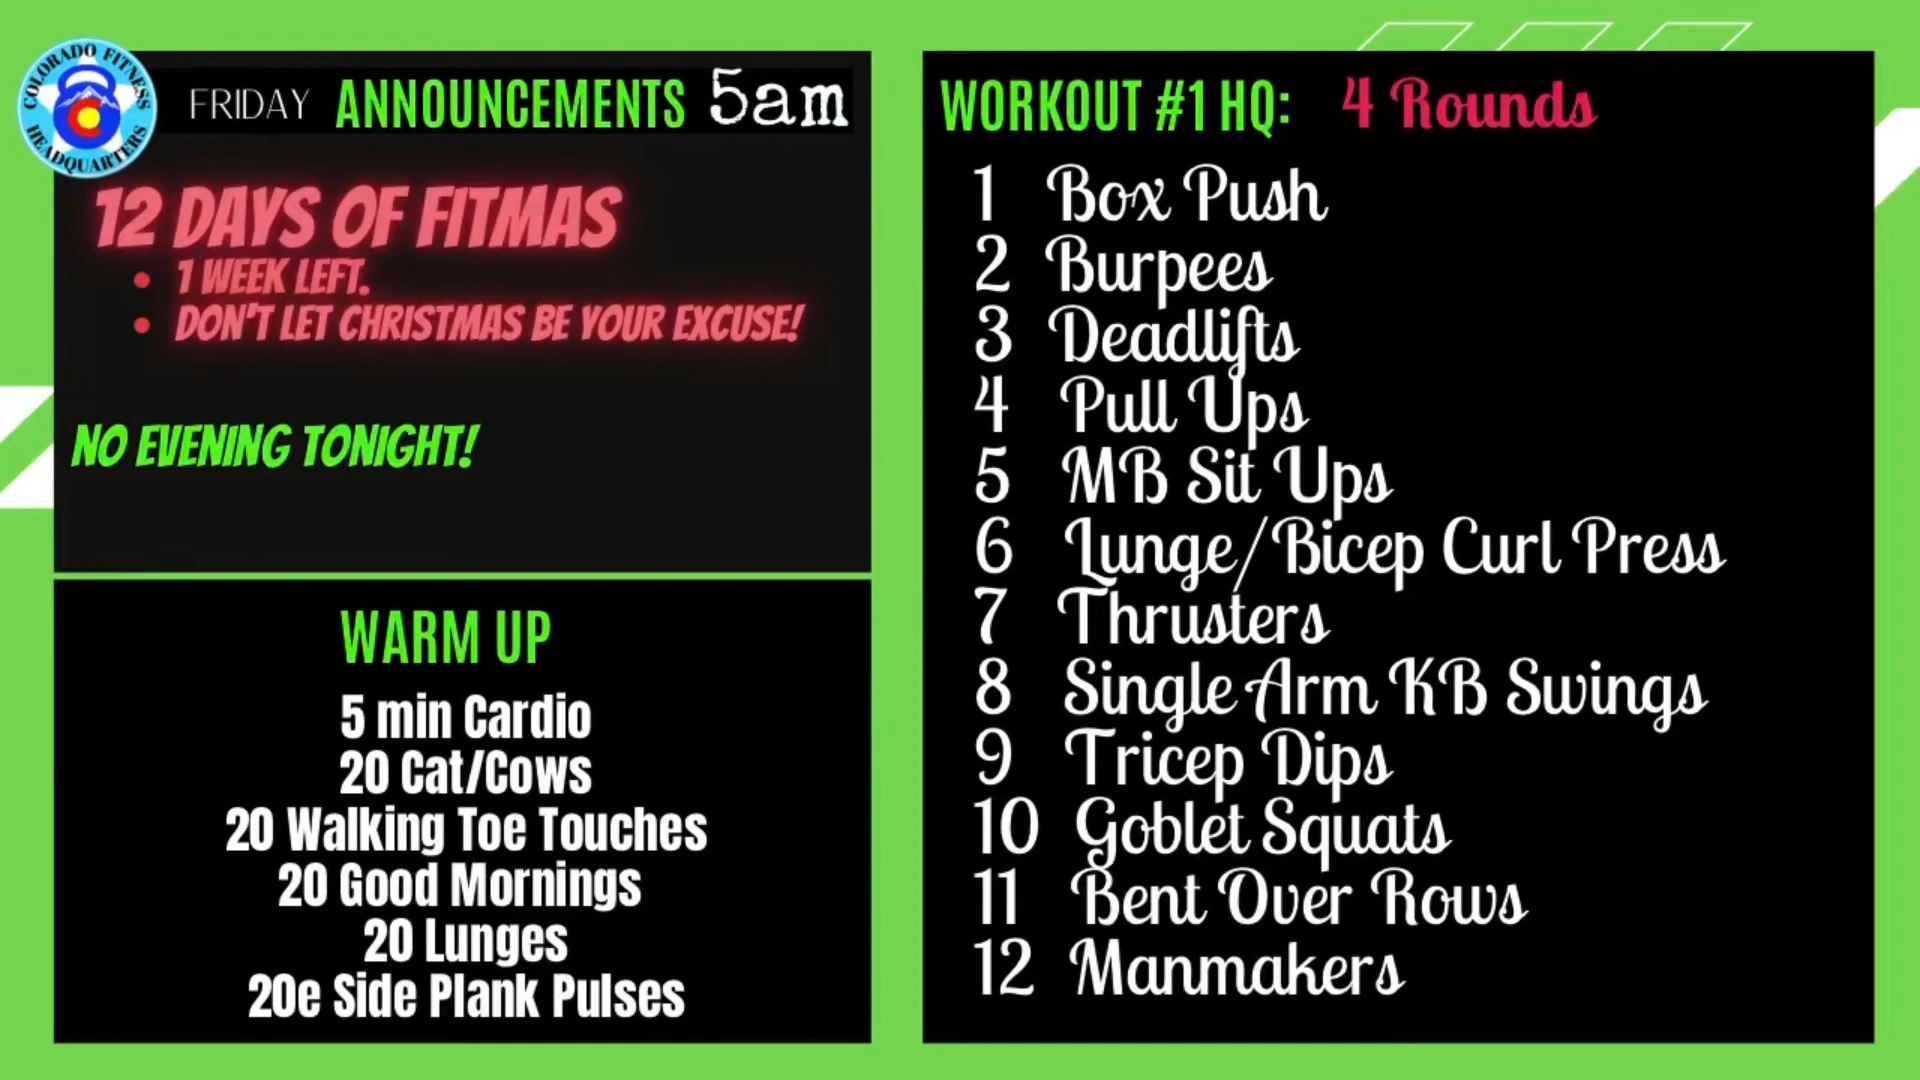 COLORADO FITNESS
HEADQUARTERS
FRIDAY ANNOUNCEMENTS 5am
12 DAYS OF FITMAS
• 1 WEEK LEFT.
• DON'T LET CHRISTMAS BE YOUR EXCUSE!
NO EVENING TONIGHT!
WARM UP
5 min Cardio
20 Cat/Cows
20 Walking Toe Touches
20 Good Mornings
20 Lunges
20e Side Plank Pulses
WORKOUT #1 HQ: 4 Rounds
1 Box Push
2 Burpees
3 Deadlifts
4 Pull Ups
5 MB Sit Ups
6 Lunge/Bicep Curl Press
7 Thrusters
8 Single Arm KB Swings
9 Tricep Dips
10 Goblet Squats
11 Bent Over Rows
12 Manmakers